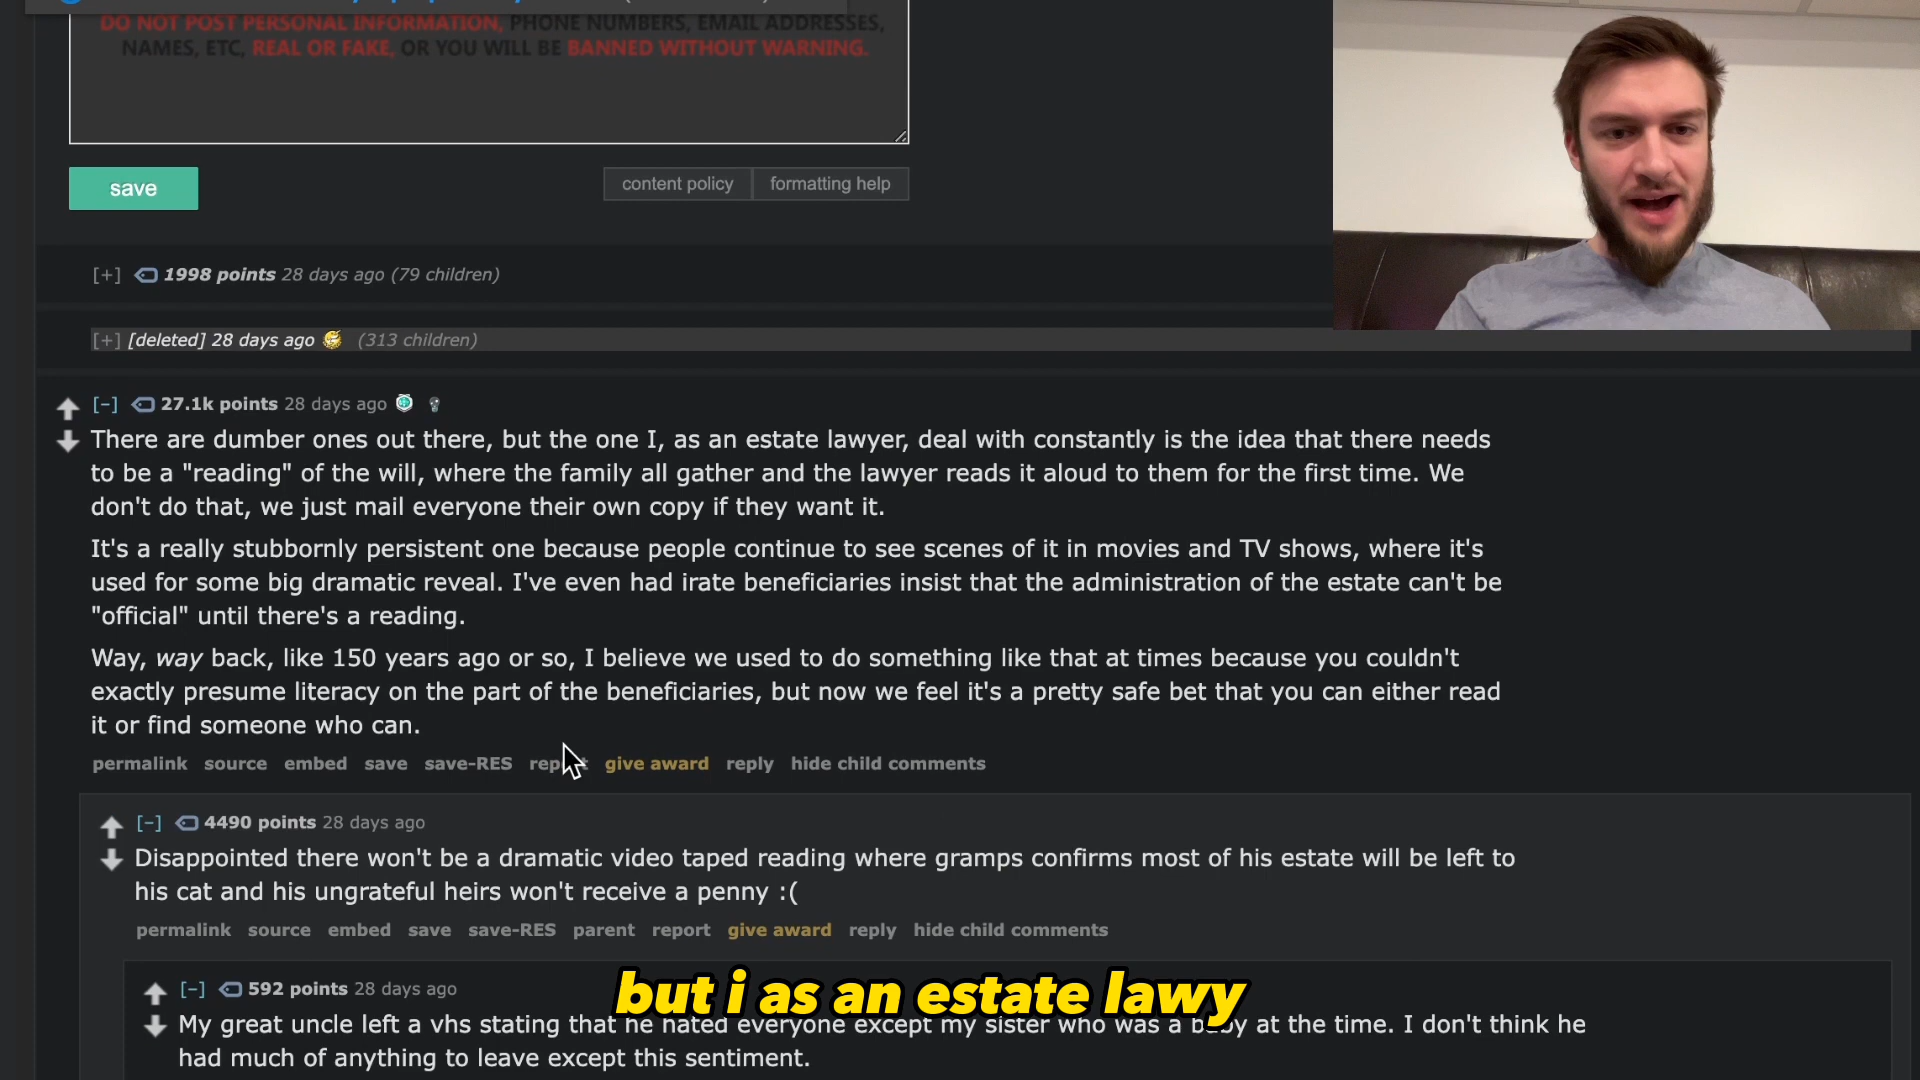 DO NOT POST PERSONAL INFORMATION, PHONE NUMBERS, EMAIL ADDRESSES,
NAMES, ETC, REAL OR FAKE, OR YOU WILL BE BANNED WITHOUT WARNING.
save
content policy
formatting help
[+] 1998 points 28 days ago (79 children)
[+] [deleted] 28 days ago (313 children)
[–] 27.1k points 28 days ago
There are dumber ones out there, but the one I, as an estate lawyer, deal with constantly is the idea that there needs
to be a "reading" of the will, where the family all gather and the lawyer reads it aloud to them for the first time. We
don't do that, we just mail everyone their own copy if they want it.
It's a really stubbornly persistent one because people continue to see scenes of it in movies and TV shows, where it's
used for some big dramatic reveal. I've even had irate beneficiaries insist that the administration of the estate can't be
"official" until there's a reading.
Way, way back, like 150 years ago or so, I believe we used to do something like that at times because you couldn't
exactly presume literacy on the part of the beneficiaries, but now we feel it's a pretty safe bet that you can either read
it or find someone who can.
permalink source embed save save-RES report give award reply hide child comments
[–] 4490 points 28 days ago
Disappointed there won't be a dramatic video taped reading where gramps confirms most of his estate will be left to
his cat and his ungrateful heirs won't receive a penny :(
permalink source embed save save-RES parent report give award reply hide child comments
[–] 592 points 28 days ago
but i as an estate lawy
My great uncle left a vhs stating that he hated everyone except my sister who was a baby at the time. I don't think he
had much of anything to leave except this sentiment.